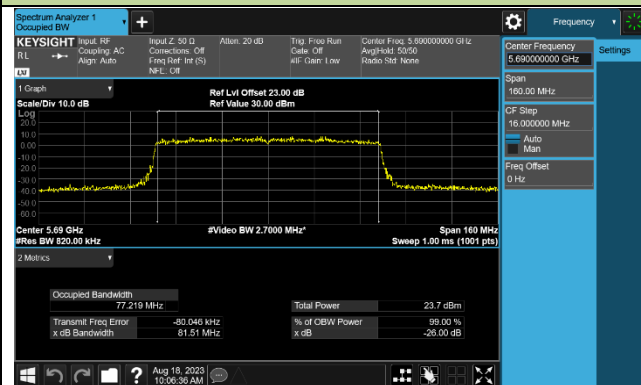 Spectrum Analyzer 1
Occupied BW
Frequency
KEYSIGHT
Input: RF
Coupling: AC
Align: Auto
Input Z: 50 Ω
Corrections: Off
Freq Ref: Int (S)
NFE: Off
Atten: 20 dB
Trig: Free Run
Gate: Off
#IF Gain: Low
Center Freq: 5.690000000 GHz
Avg|Hold: 50/50
Radio Std: None
RL
LXI
Center Frequency
5.690000000 GHz
Settings
Span
160.00 MHz
CF Step
16.000000 MHz
Auto
Man
Freq Offset
0 Hz
1 Graph
Scale/Div 10.0 dB
Ref Lvl Offset 23.00 dB
Ref Value 30.00 dBm
Log
20.0
10.0
0.00
-10.0
-20.0
-30.0
-40.0
-50.0
-60.0
Center 5.69 GHz
#Res BW 820.00 kHz
#Video BW 2.7000 MHz*
Span 160 MHz
Sweep 1.00 ms (1001 pts)
2 Metrics
Occupied Bandwidth
77.219 MHz
Total Power
23.7 dBm
Transmit Freq Error
-80.046 kHz
% of OBW Power
99.00 %
x dB Bandwidth
81.51 MHz
x dB
-26.00 dB
Aug 18, 2023
10:06:36 AM